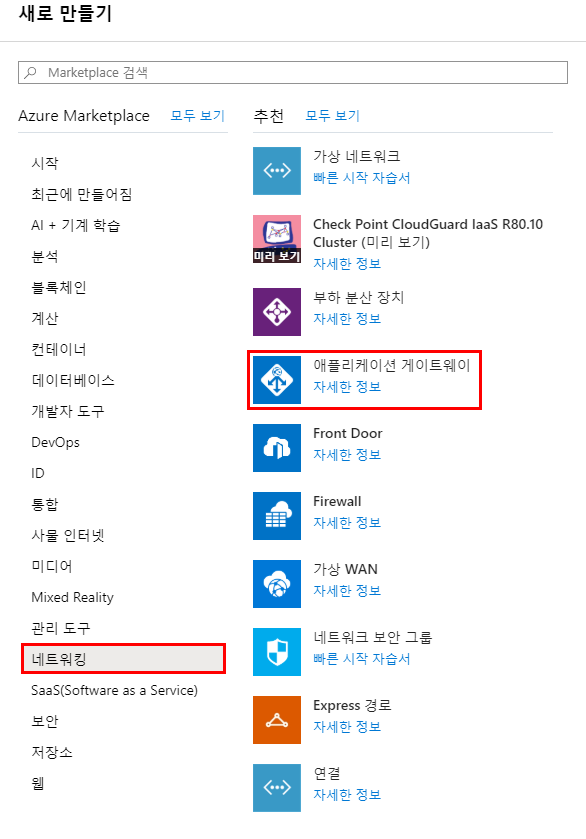 새로 만들기
Marketplace 검색
Azure Marketplace 모두 보기
시작
최근에 만들어짐
AI + 기계 학습
분석
블록체인
계산
컨테이너
데이터베이스
개발자 도구
DevOps
ID
통합
사물 인터넷
미디어
Mixed Reality
관리 도구
네트워킹
SaaS(Software as a Service)
보안
저장소
웹
추천 모두 보기
가상 네트워크
빠른 시작 자습서
미리 보기
Check Point CloudGuard IaaS R80.10
Cluster (미리 보기)
자세한 정보
부하 분산 장치
자세한 정보
애플리케이션 게이트웨이
자세한 정보
Front Door
자세한 정보
Firewall
자세한 정보
가상 WAN
자세한 정보
네트워크 보안 그룹
빠른 시작 자습서
Express 경로
자세한 정보
연결
자세한 정보